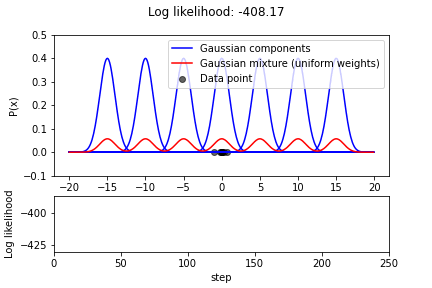 Log likelihood: -408.17
0.5
0.4
0.3
0.2
0.1
0.0
−0.1
P(x)
Gaussian components
Gaussian mixture (uniform weights)
Data point
−20 −15 −10 −5 0 5 10 15 20
Log likelihood
−400
−425
0 50 100 150 200 250
step